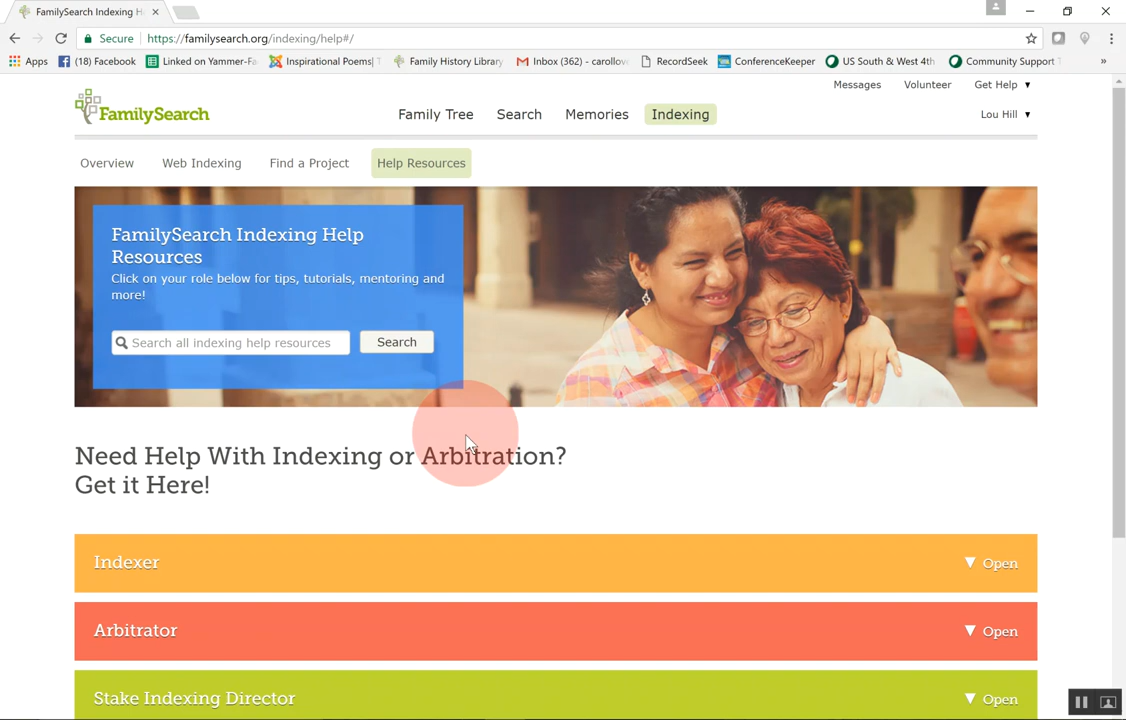 FamilySearch Indexing H
Secure https://familysearch.org/indexing/help#/
Apps (18) Facebook Linked on Yammer-Fa Inspirational Poems| T Family History Library Inbox (362) - carollov RecordSeek ConferenceKeeper US South & West 4th Community Support T »
Messages Volunteer Get Help ▼
FamilySearch Family Tree Search Memories Indexing Lou Hill ▼
Overview Web Indexing Find a Project Help Resources
FamilySearch Indexing Help
Resources
Click on your role below for tips, tutorials, mentoring and
more!
Search all indexing help resources Search
Need Help With Indexing or Arbitration?
Get it Here!
Indexer ▼ Open
Arbitrator ▼ Open
Stake Indexing Director ▼ Open